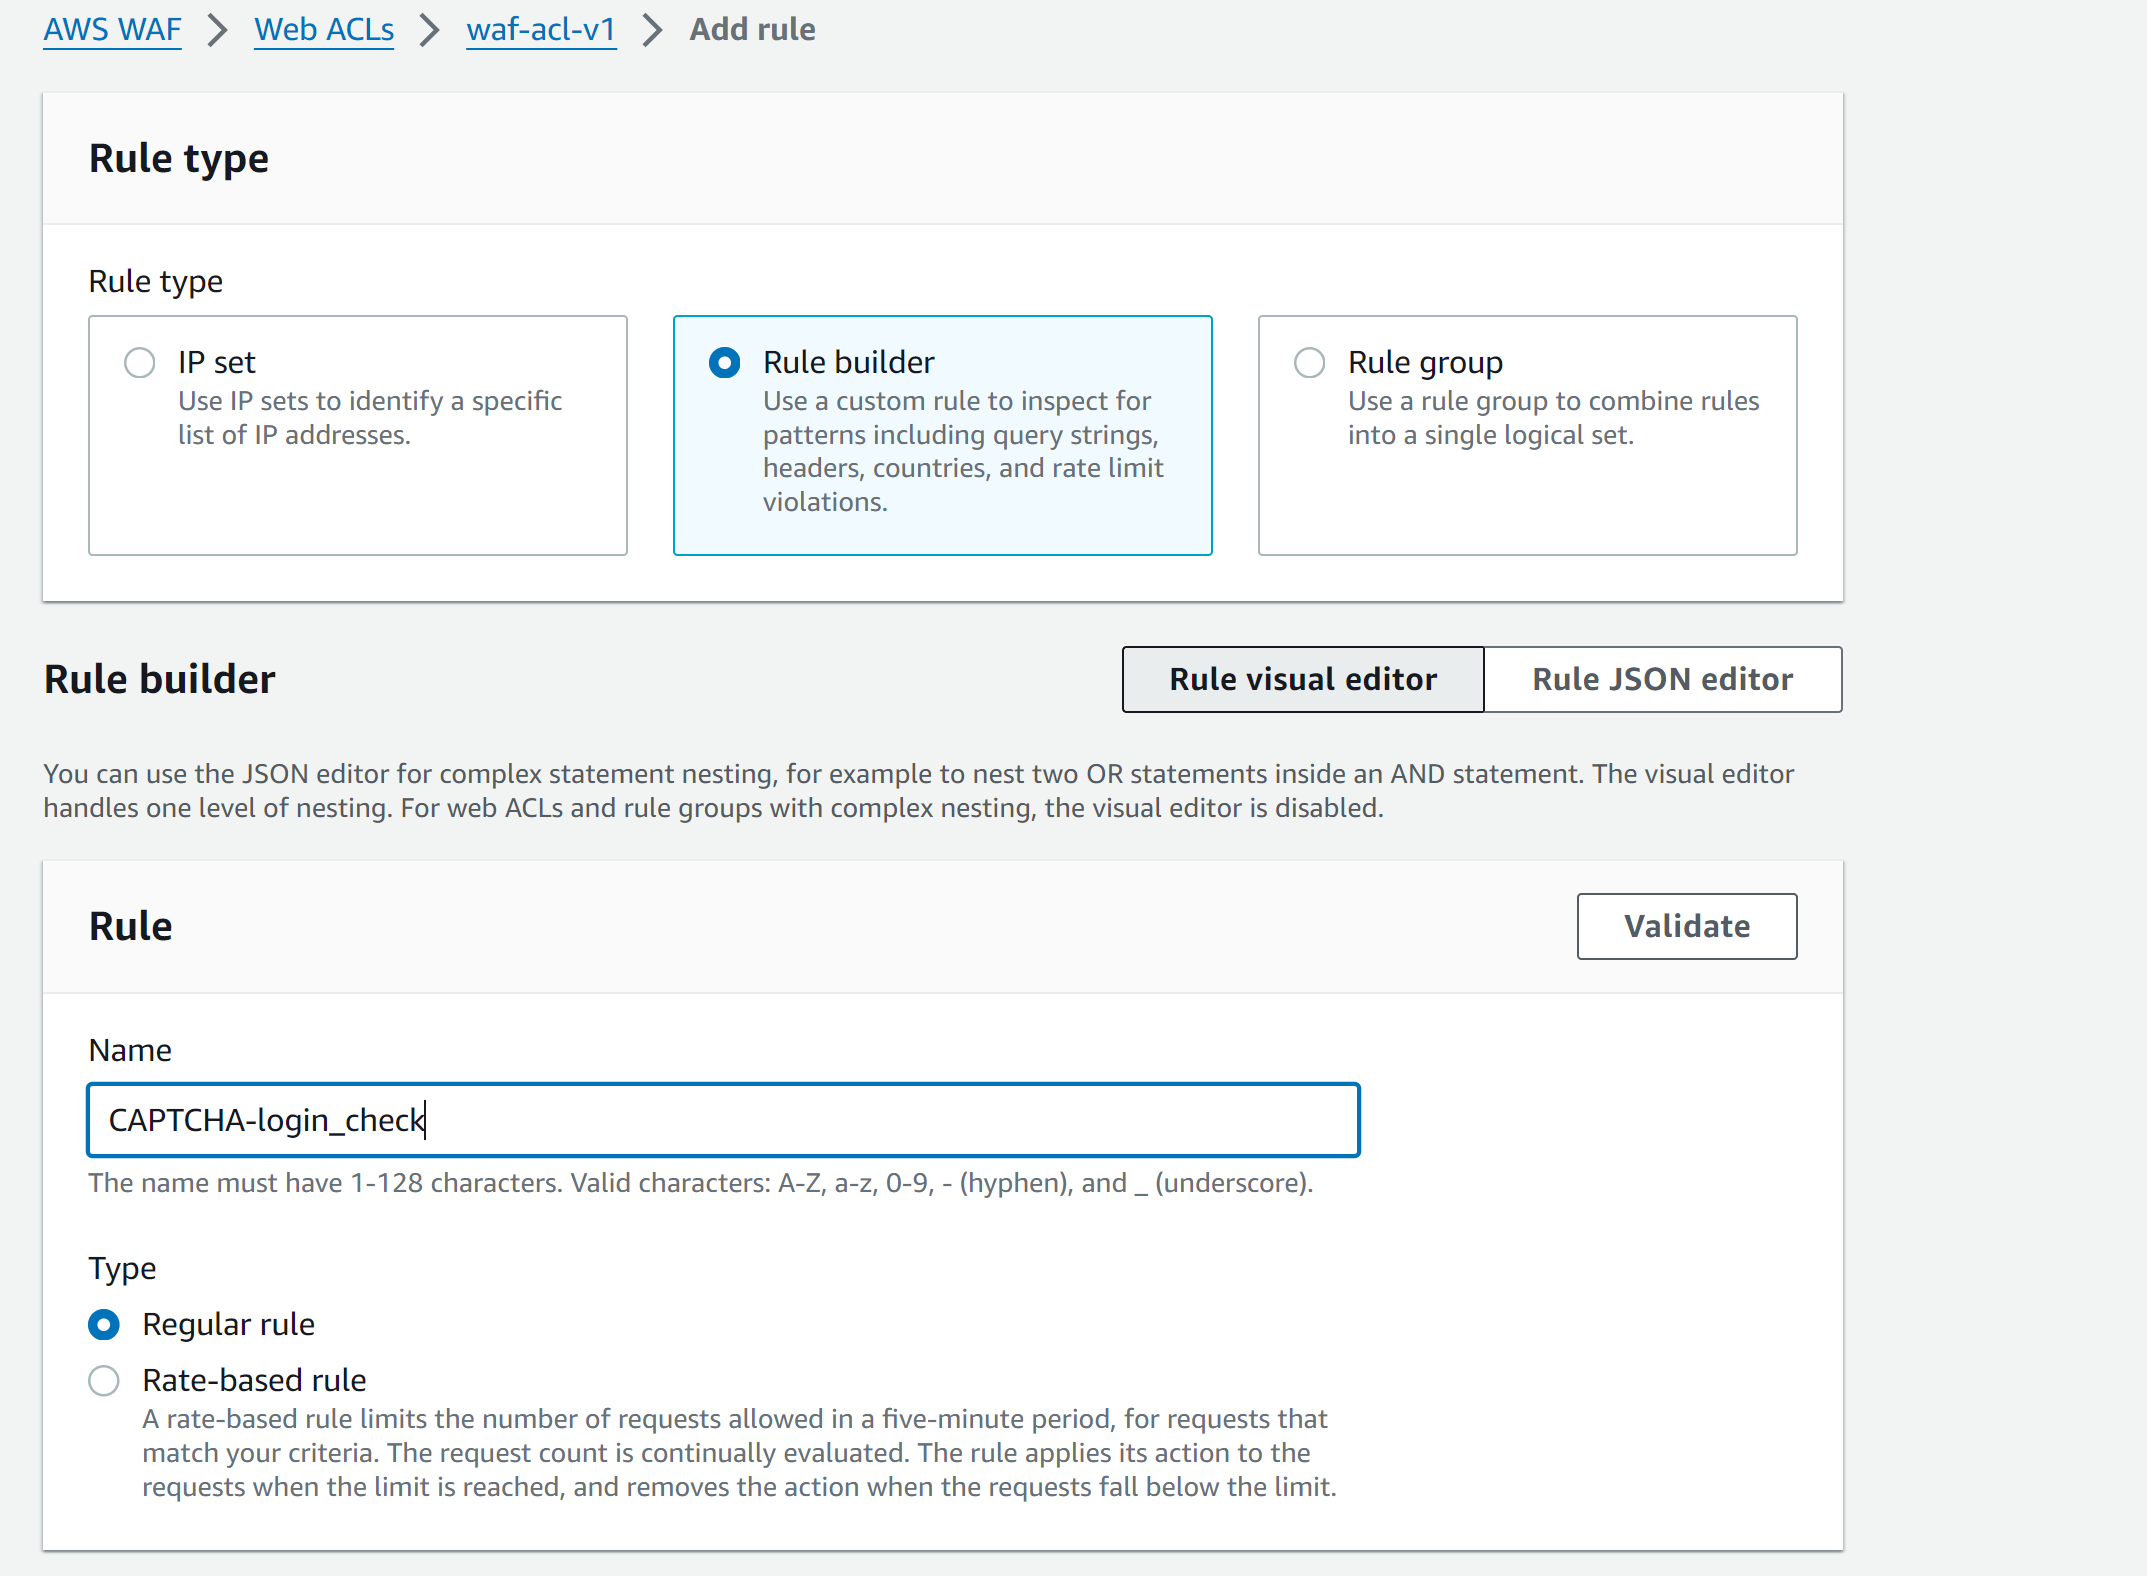 AWS WAF > Web ACLs > waf-acl-v1 > Add rule
Rule type
Rule type
IP set
Use IP sets to identify a specific
list of IP addresses.
Rule builder
Use a custom rule to inspect for
patterns including query strings,
headers, countries, and rate limit
violations.
Rule group
Use a rule group to combine rules
into a single logical set.
Rule builder
Rule visual editor
Rule JSON editor
You can use the JSON editor for complex statement nesting, for example to nest two OR statements inside an AND statement. The visual editor
handles one level of nesting. For web ACLs and rule groups with complex nesting, the visual editor is disabled.
Rule
Validate
Name
CAPTCHA-login_check
The name must have 1-128 characters. Valid characters: A-Z, a-z, 0-9, - (hyphen), and _ (underscore).
Type
Regular rule
Rate-based rule
A rate-based rule limits the number of requests allowed in a five-minute period, for requests that
match your criteria. The request count is continually evaluated. The rule applies its action to the
requests when the limit is reached, and removes the action when the requests fall below the limit.